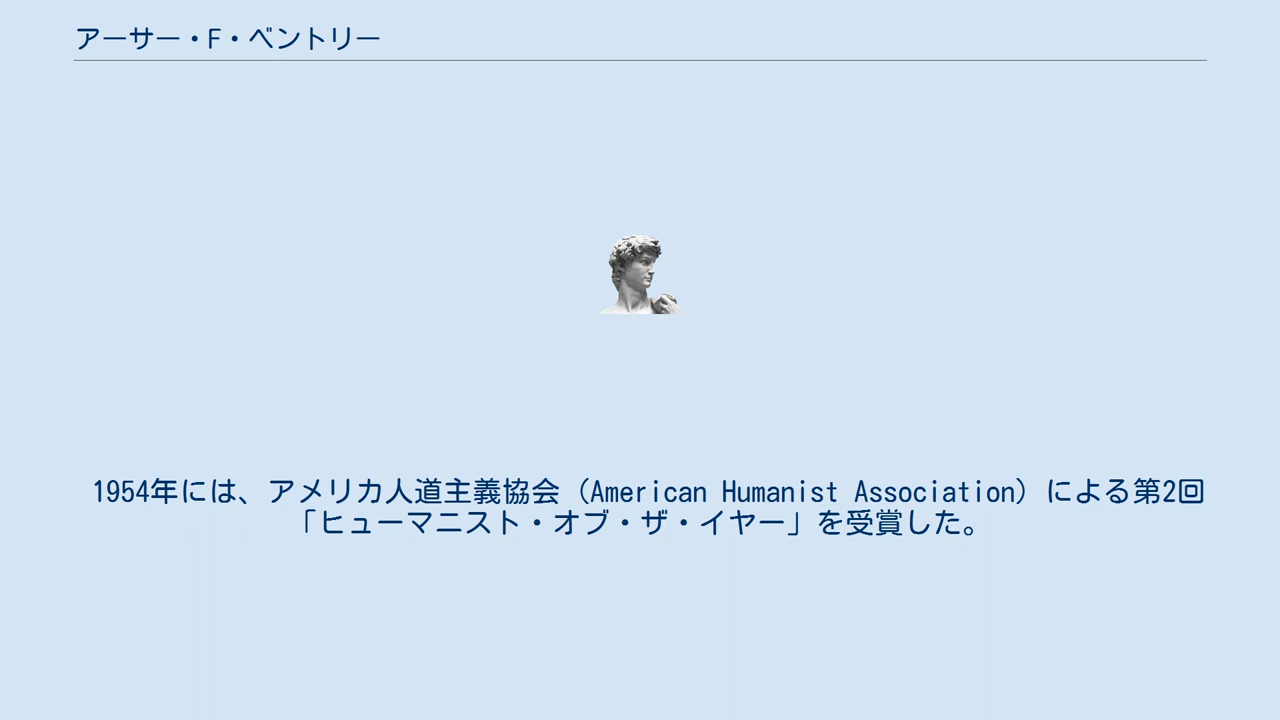 アーサー・F・ベントリー
1954年には、アメリカ人道主義協会（American Humanist Association）による第2回
「ヒューマニスト・オブ・ザ・イヤー」を受賞した。